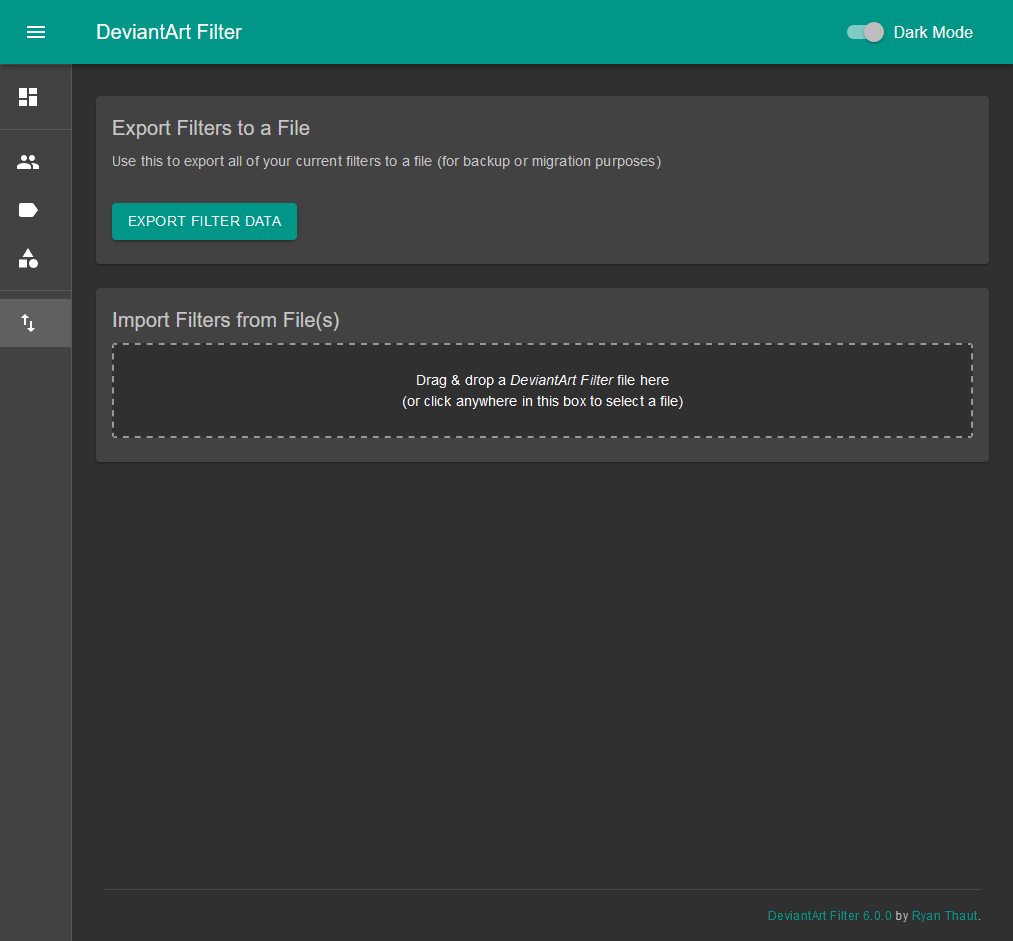 DeviantArt Filter
Dark Mode
Export Filters to a File
Use this to export all of your current filters to a file (for backup or migration purposes)
EXPORT FILTER DATA
Import Filters from File(s)
Drag & drop a DeviantArt Filter file here
(or click anywhere in this box to select a file)
DeviantArt Filter 6.0.0 by Ryan Thaut.